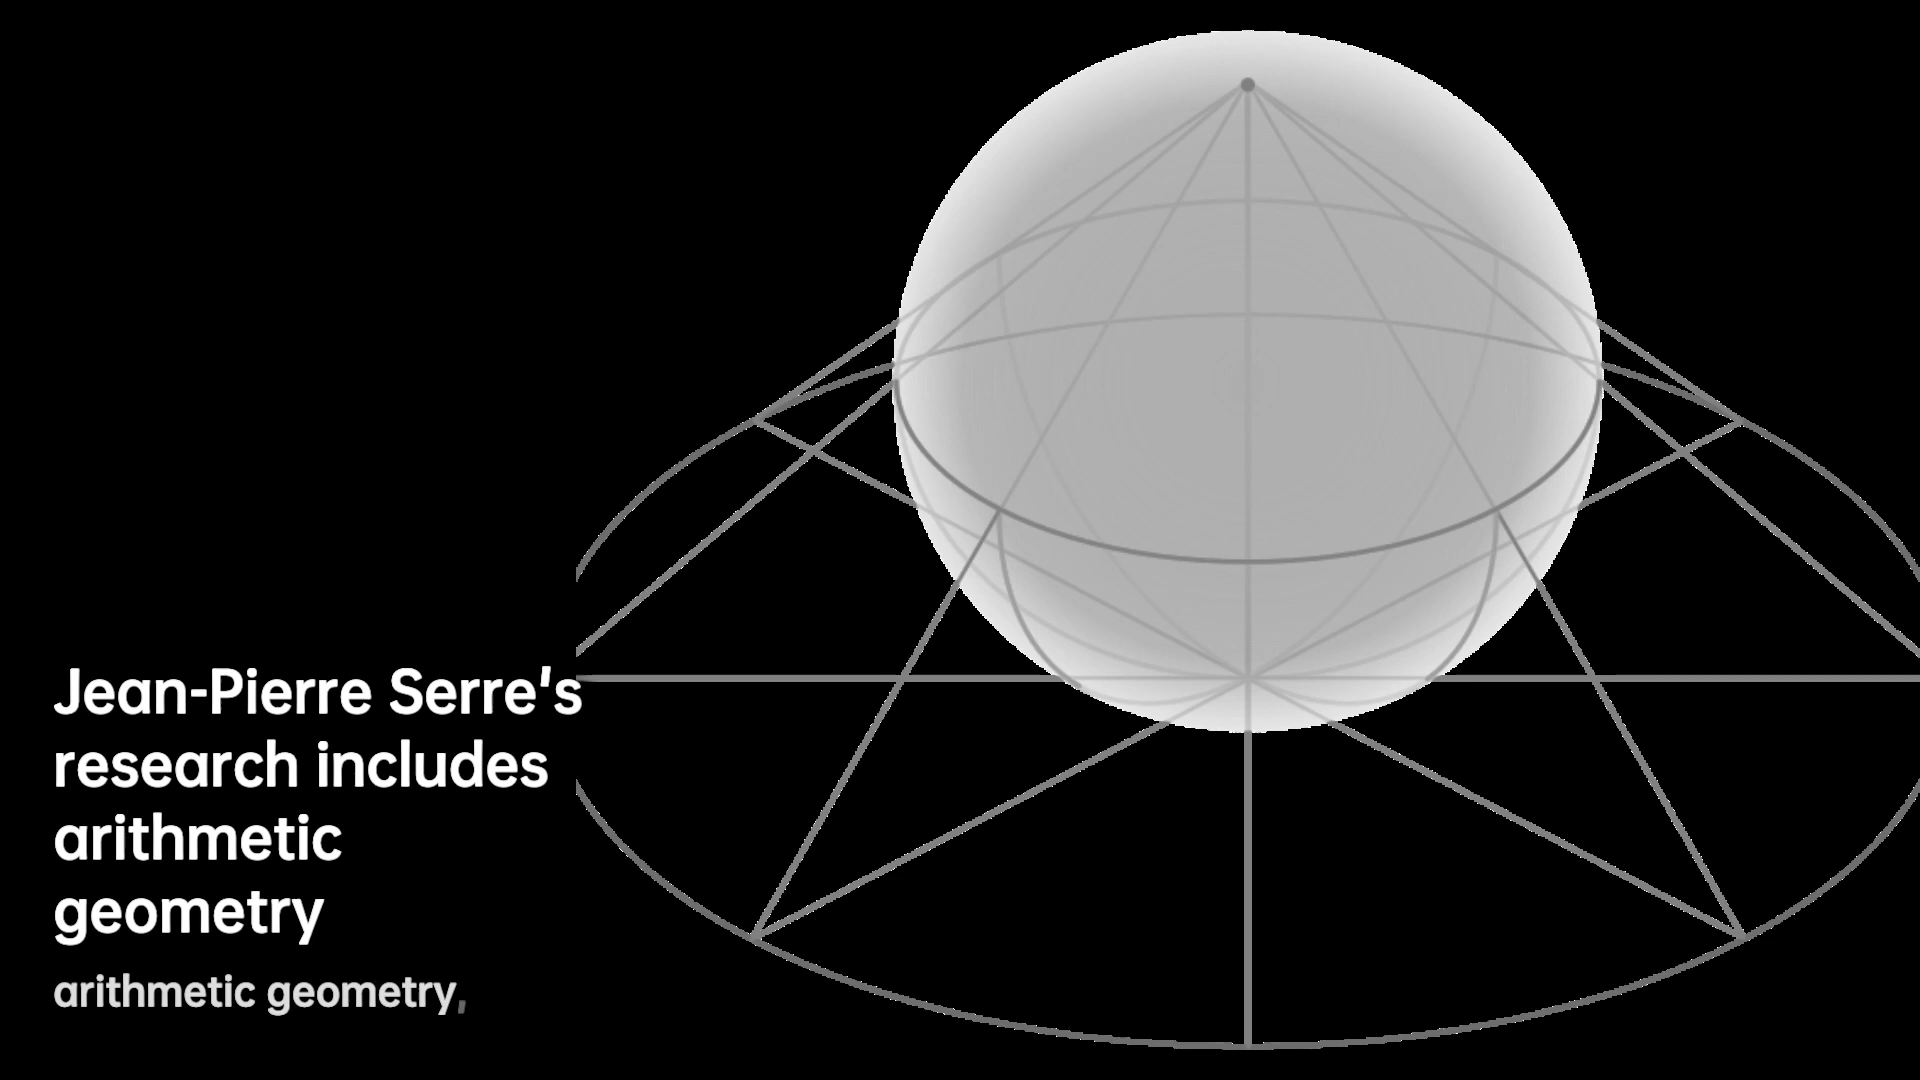 Jean-Pierre Serre's
research includes
arithmetic
geometry
arithmetic geometry,